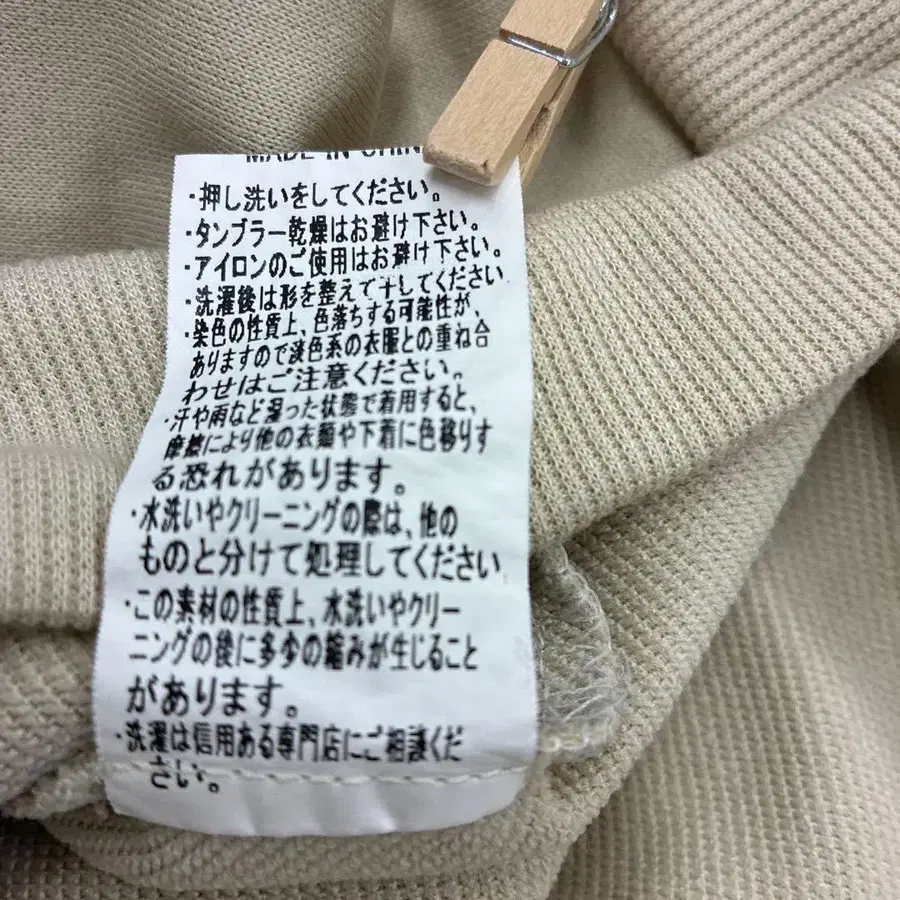 MADE IN CHIN
・押し洗いをしてください。
・タンブラー乾燥はお避け下さい。
・アイロンのご使用はお避け下さい。
・洗濯後は形を整えて干してください
・染色の性質上、色落ちする可能性が、
ありますので淡色系の衣服との重ね合
わせはご注意ください。
・汗や雨など湿った状態で着用すると、
摩擦により他の衣類や下着に色移りす
る恐れがあります。
・水洗いやクリーニングの際は、他の
ものと分けて処理してください
・この素材の性質上、水洗いやクリー
ニングの後に多少の縮みが生じること
があります。
・洗濯は信用ある専門店にご相談くだ
さい。